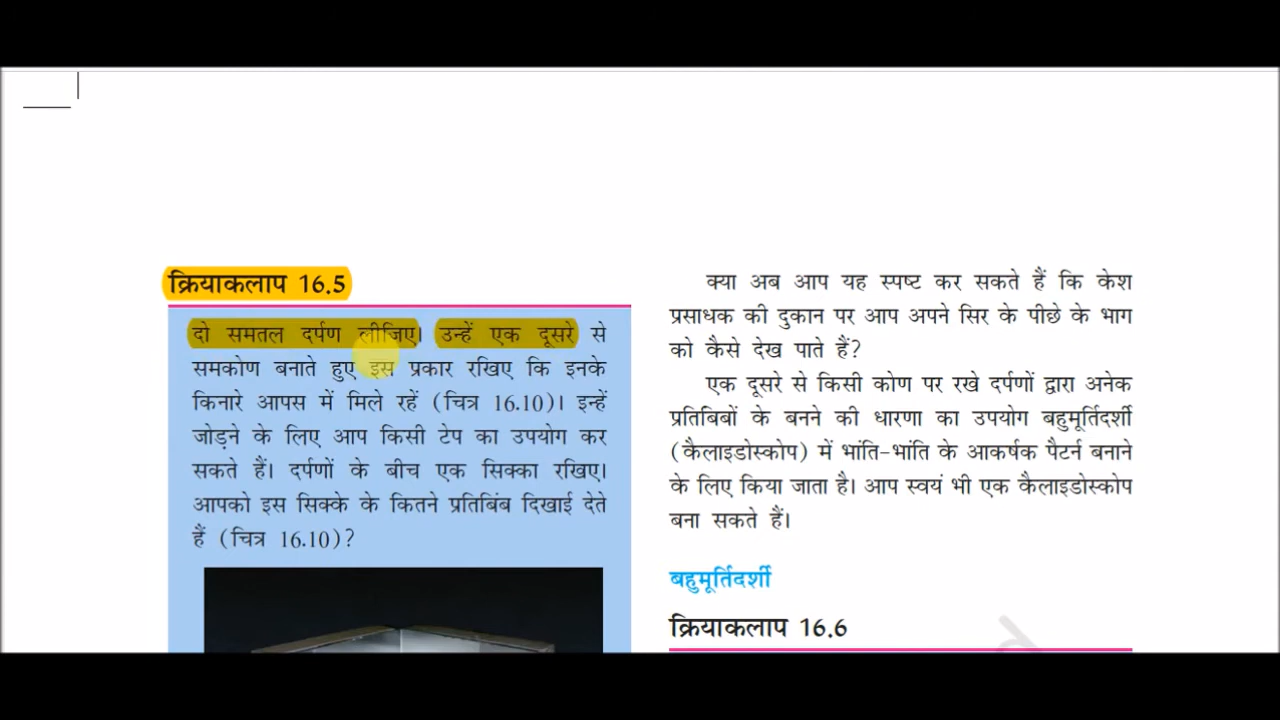 क्रियाकलाप 16.5
दो समतल दर्पण लीजिए। उन्हें एक दूसरे से
समकोण बनाते हुए इस प्रकार रखिए कि इनके
किनारे आपस में मिले रहें (चित्र 16.10)। इन्हें
जोड़ने के लिए आप किसी टेप का उपयोग कर
सकते हैं। दर्पणों के बीच एक सिक्का रखिए।
आपको इस सिक्के के कितने प्रतिबिंब दिखाई देते
हैं (चित्र 16.10)?
क्या अब आप यह स्पष्ट कर सकते हैं कि केश
प्रसाधक की दुकान पर आप अपने सिर के पीछे के भाग
को कैसे देख पाते हैं?
एक दूसरे से किसी कोण पर रखे दर्पणों द्वारा अनेक
प्रतिबिबों के बनने की धारणा का उपयोग बहुमूर्तिदर्शी
(कैलाइडोस्कोप) में भांति-भांति के आकर्षक पैटर्न बनाने
के लिए किया जाता है। आप स्वयं भी एक कैलाइडोस्कोप
बना सकते हैं।
बहुमूर्तिदर्शी
क्रियाकलाप 16.6